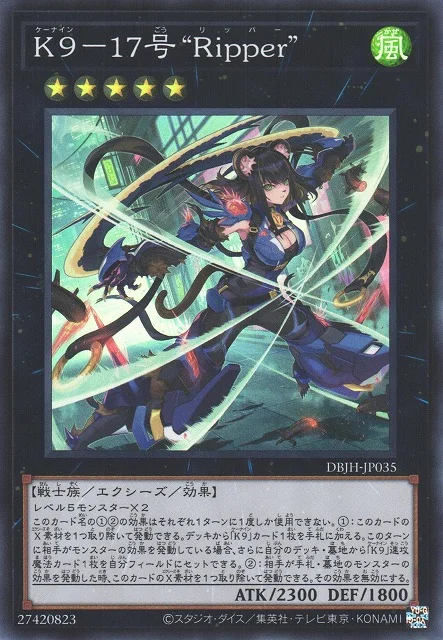 ケーナイン ごう リッパー
K9－17号“Ripper”
かぜ
風
DBJH-JP035
【戦士族／エクシーズ／効果】
レベル５モンスター×２
このカード名の①②の効果はそれぞれ１ターンに１度しか使用できない。①：このカードの
Ｘ素材を１つ取り除いて発動できる。デッキから「K9」カード１枚を手札に加える。このター
ンに相手がモンスターの効果を発動している場合、さらに自分のデッキ・墓地から「K9」速攻
魔法カード１枚を自分フィールドにセットできる。②：相手が手札・墓地のモンスターの
効果を発動した時、このカードのＸ素材を１つ取り除いて発動できる。その効果を無効にする。
ATK/2300 DEF/1800
27420823
©スタジオ・ダイス／集英社・テレビ東京・KONAMI